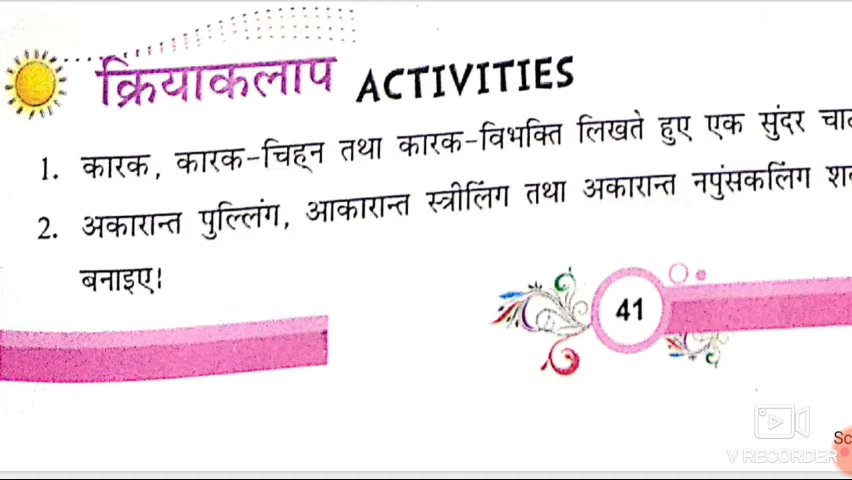 क्रियाकलाप ACTIVITIES
1. कारक, कारक-चिह्न तथा कारक-विभक्ति लिखते हुए एक सुंदर
2. अकारान्त पुल्लिंग, आकारान्त स्त्रीलिंग तथा अकारान्त नपुंसकलिंग
बनाइए।
41
V RECORDER
Sc